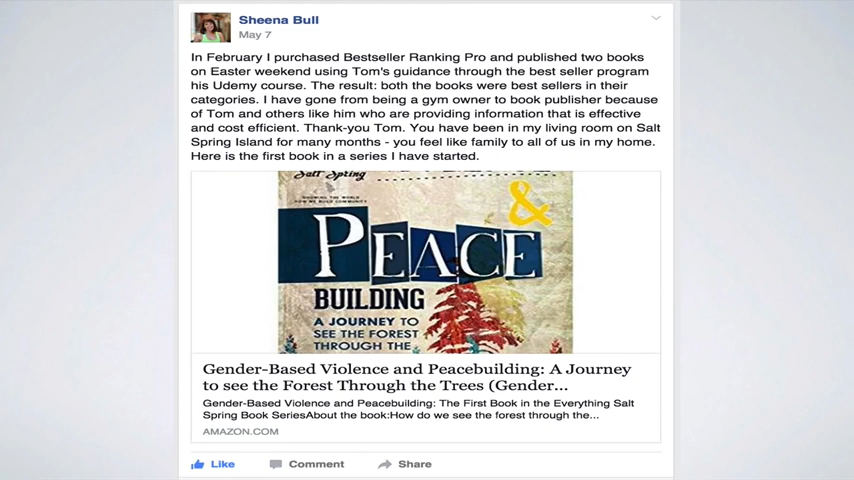 Sheena Bull
May 7
In February I purchased Bestseller Ranking Pro and published two books
on Easter weekend using Tom's guidance through the best seller program
his Udemy course. The result: both the books were best sellers in their
categories. I have gone from being a gym owner to book publisher because
of Tom and others like him who are providing information that is effective
and cost efficient. Thank-you Tom. You have been in my living room on Salt
Spring Island for many months - you feel like family to all of us in my home.
Here is the first book in a series I have started.
Salt Spring
SHOWING THE WORLD
HOW WE BUILD COMMUNITY
&
PEACE
BUILDING
A JOURNEY TO
SEE THE FOREST
THROUGH THE
Gender-Based Violence and Peacebuilding: A Journey
to see the Forest Through the Trees (Gender...
Gender-Based Violence and Peacebuilding: The First Book in the Everything Salt
Spring Book SeriesAbout the book:How do we see the forest through the...
AMAZON.COM
Like Comment Share